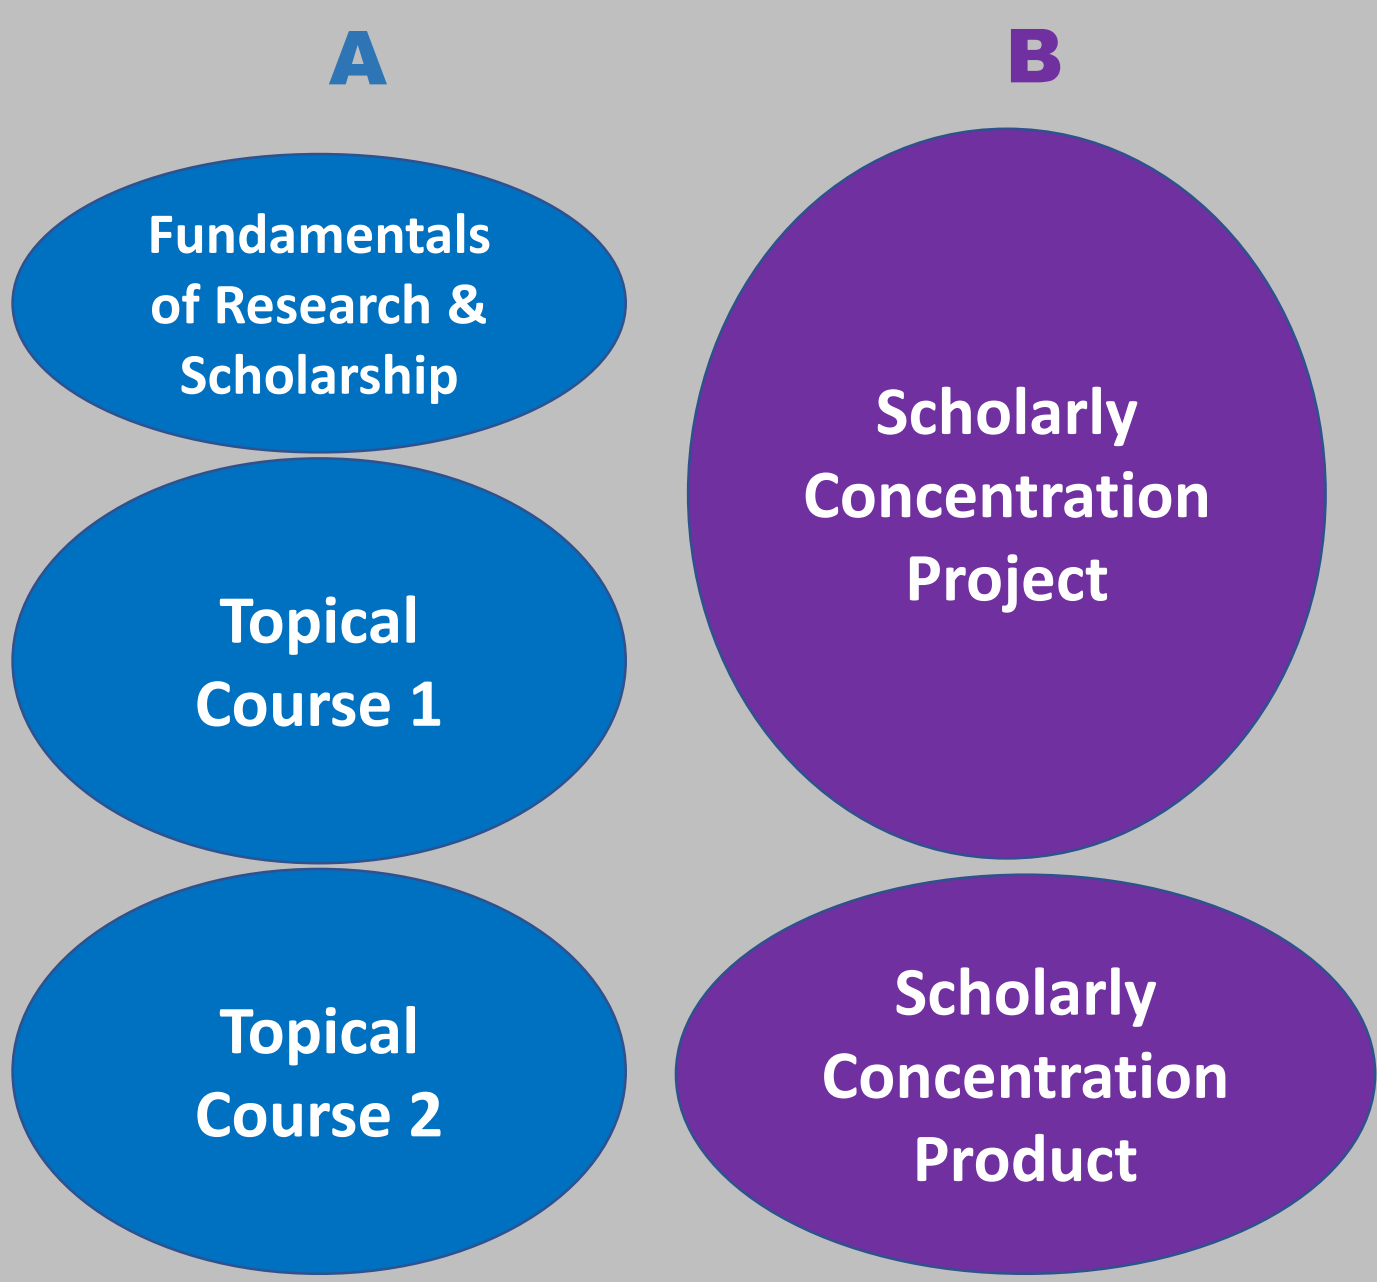 A
Fundamentals
of Research &
Scholarship
Topical
Course 1
Topical
Course 2
B
Scholarly
Concentration
Project
Scholarly
Concentration
Product